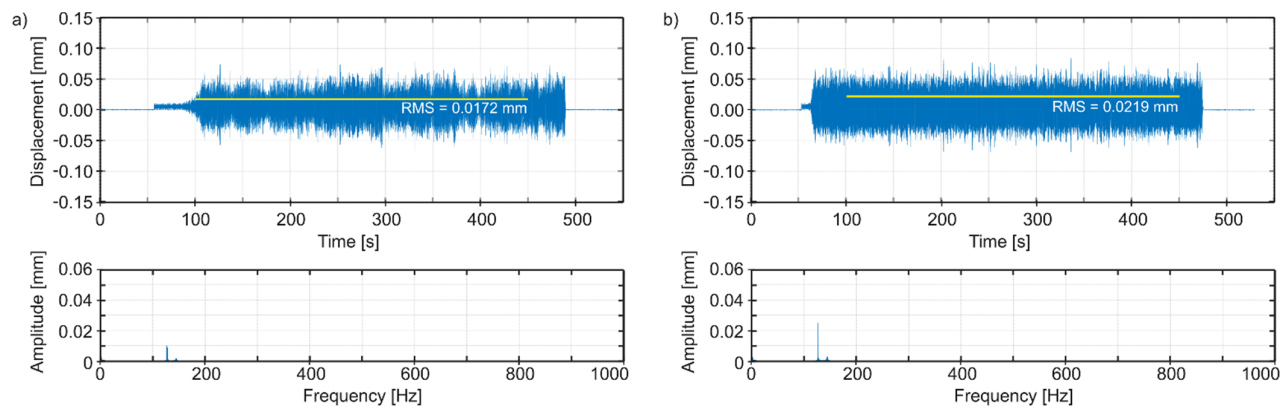 a)
Displacement [mm]
0.15
0.10
0.05
0.00
-0.05
-0.10
-0.15
RMS = 0.0172 mm
0 100 200 300 400 500
Time [s]
Amplitude [mm]
0.06
0.04
0.02
0
0 200 400 600 800 1000
Frequency [Hz]
b)
Displacement [mm]
0.15
0.10
0.05
0.00
-0.05
-0.10
-0.15
RMS = 0.0219 mm
0 100 200 300 400 500
Time [s]
Amplitude [mm]
0.06
0.04
0.02
0
0 200 400 600 800 1000
Frequency [Hz]